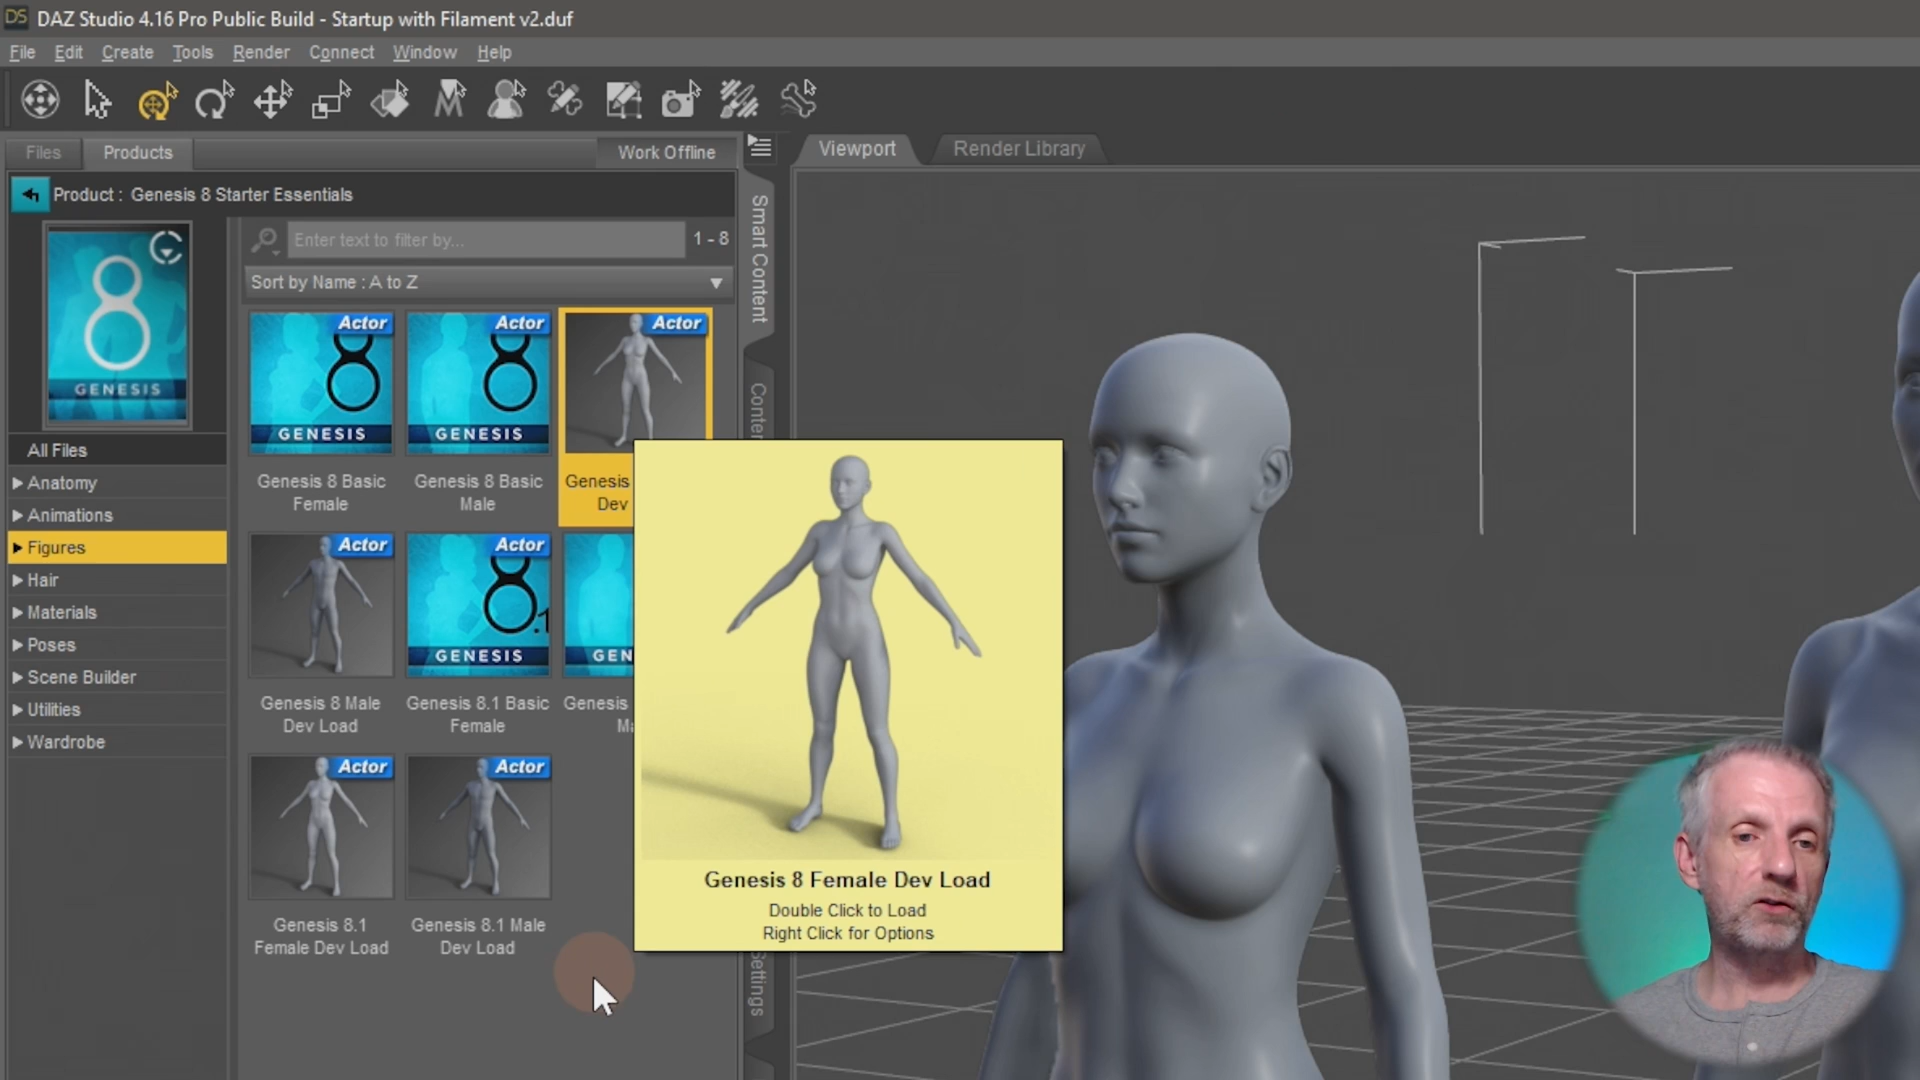 DS DAZ Studio 4.16 Pro Public Build - Startup with Filament v2.duf
File Edit Create Tools Render Connect Window Help
Files Products Work Offline
Viewport Render Library
Product : Genesis 8 Starter Essentials
GENESIS
Enter text to filter by...
1 - 8
Sort by Name : A to Z
Smart Content
All Files
Anatomy
Animations
Figures
Hair
Materials
Poses
Scene Builder
Utilities
Wardrobe
Actor
GENESIS
Genesis 8 Basic
Female
Actor
GENESIS
Genesis 8 Basic
Male
Actor
Genesis
Dev
Actor
Genesis 8 Male
Dev Load
Actor
.1
GENESIS
Genesis 8.1 Basic
Female
GEN
Genesis
Actor
Genesis 8.1
Female Dev Load
Actor
Genesis 8.1 Male
Dev Load
Genesis 8 Female Dev Load
Double Click to Load
Right Click for Options